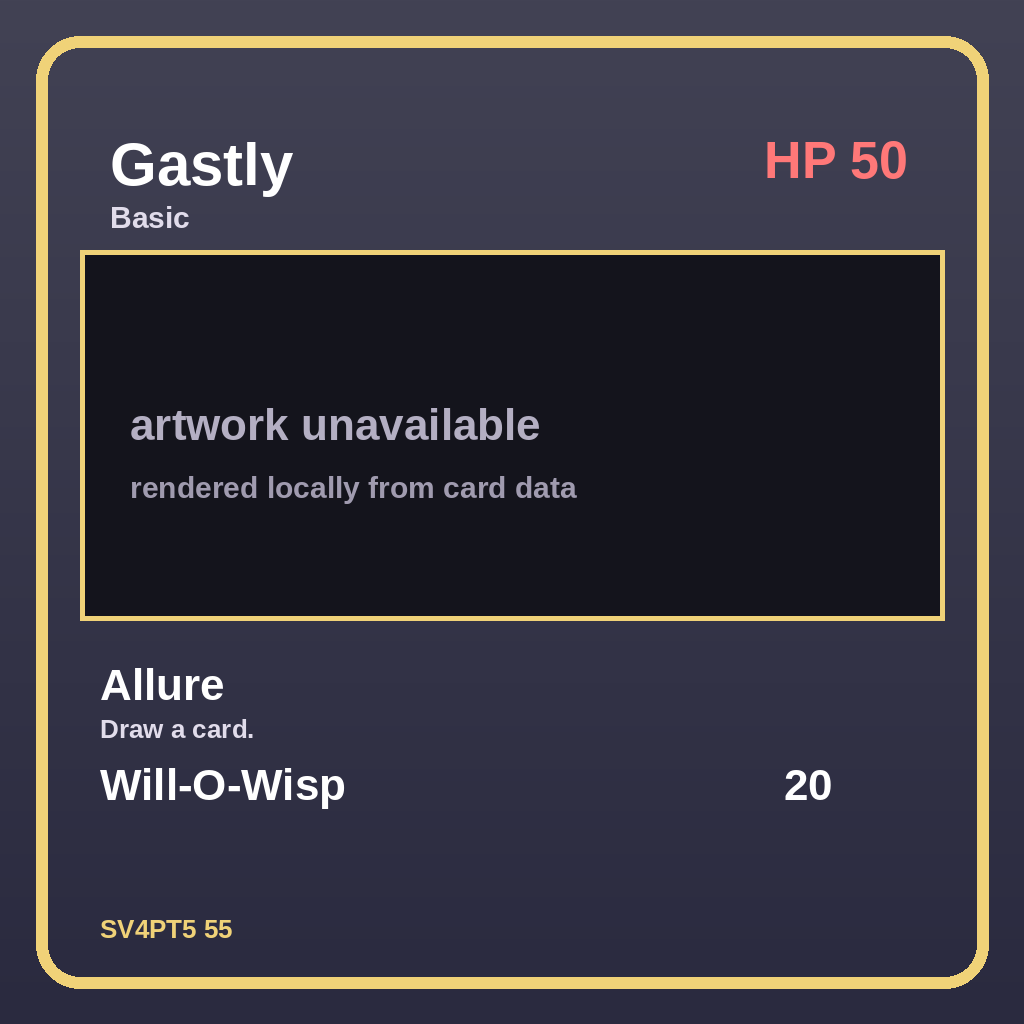 Gastly
HP 50
Basic
artwork unavailable
rendered locally from card data
Allure
Draw a card.
Will-O-Wisp 20
SV4PT5 55